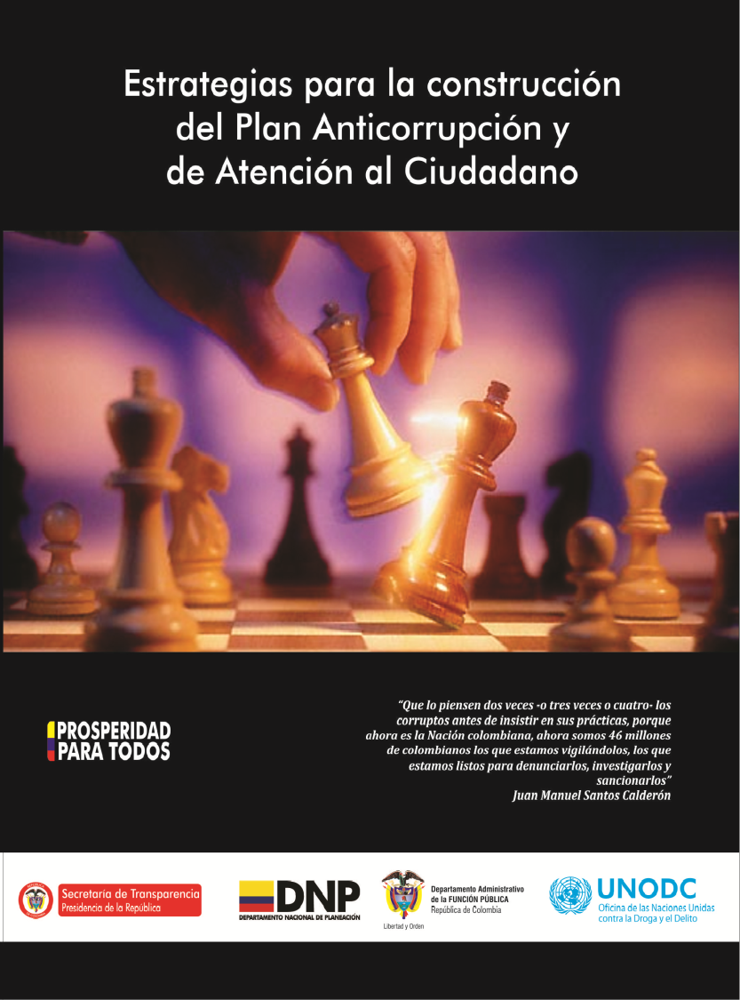 Estrategias para la construcción
del Plan Anticorrupción y
de Atención al Ciudadano
“Que lo piensen dos veces -o tres veces o cuatro- los
corruptos antes de insistir en sus prácticas, porque
ahora es la Nación colombiana, ahora somos 46 millones
de colombianos los que estamos vigilándolos, los que
estamos listos para denunciarlos, investigarlos y
sancionarlos”
Juan Manuel Santos Calderón
PROSPERIDAD
PARA TODOS
Secretaría de Transparencia
Presidencia de la República
DNP
DEPARTAMENTO NACIONAL DE PLANEACIÓN
Libertad y Orden
Departamento Administrativo
de la FUNCIÓN PÚBLICA
República de Colombia
UNODC
Oficina de las Naciones Unidas
contra la Droga y el Delito